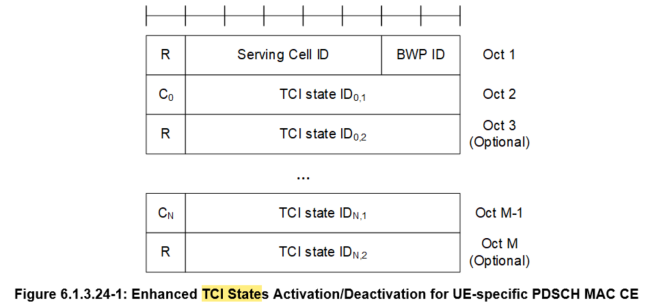 R Serving Cell ID BWP ID Oct 1
C0 TCI state ID0,1 Oct 2
R TCI state ID0,2 Oct 3
(Optional)
...
CN TCI state IDN,1 Oct M-1
R TCI state IDN,2 Oct M
(Optional)
Figure 6.1.3.24-1: Enhanced TCI States Activation/Deactivation for UE-specific PDSCH MAC CE